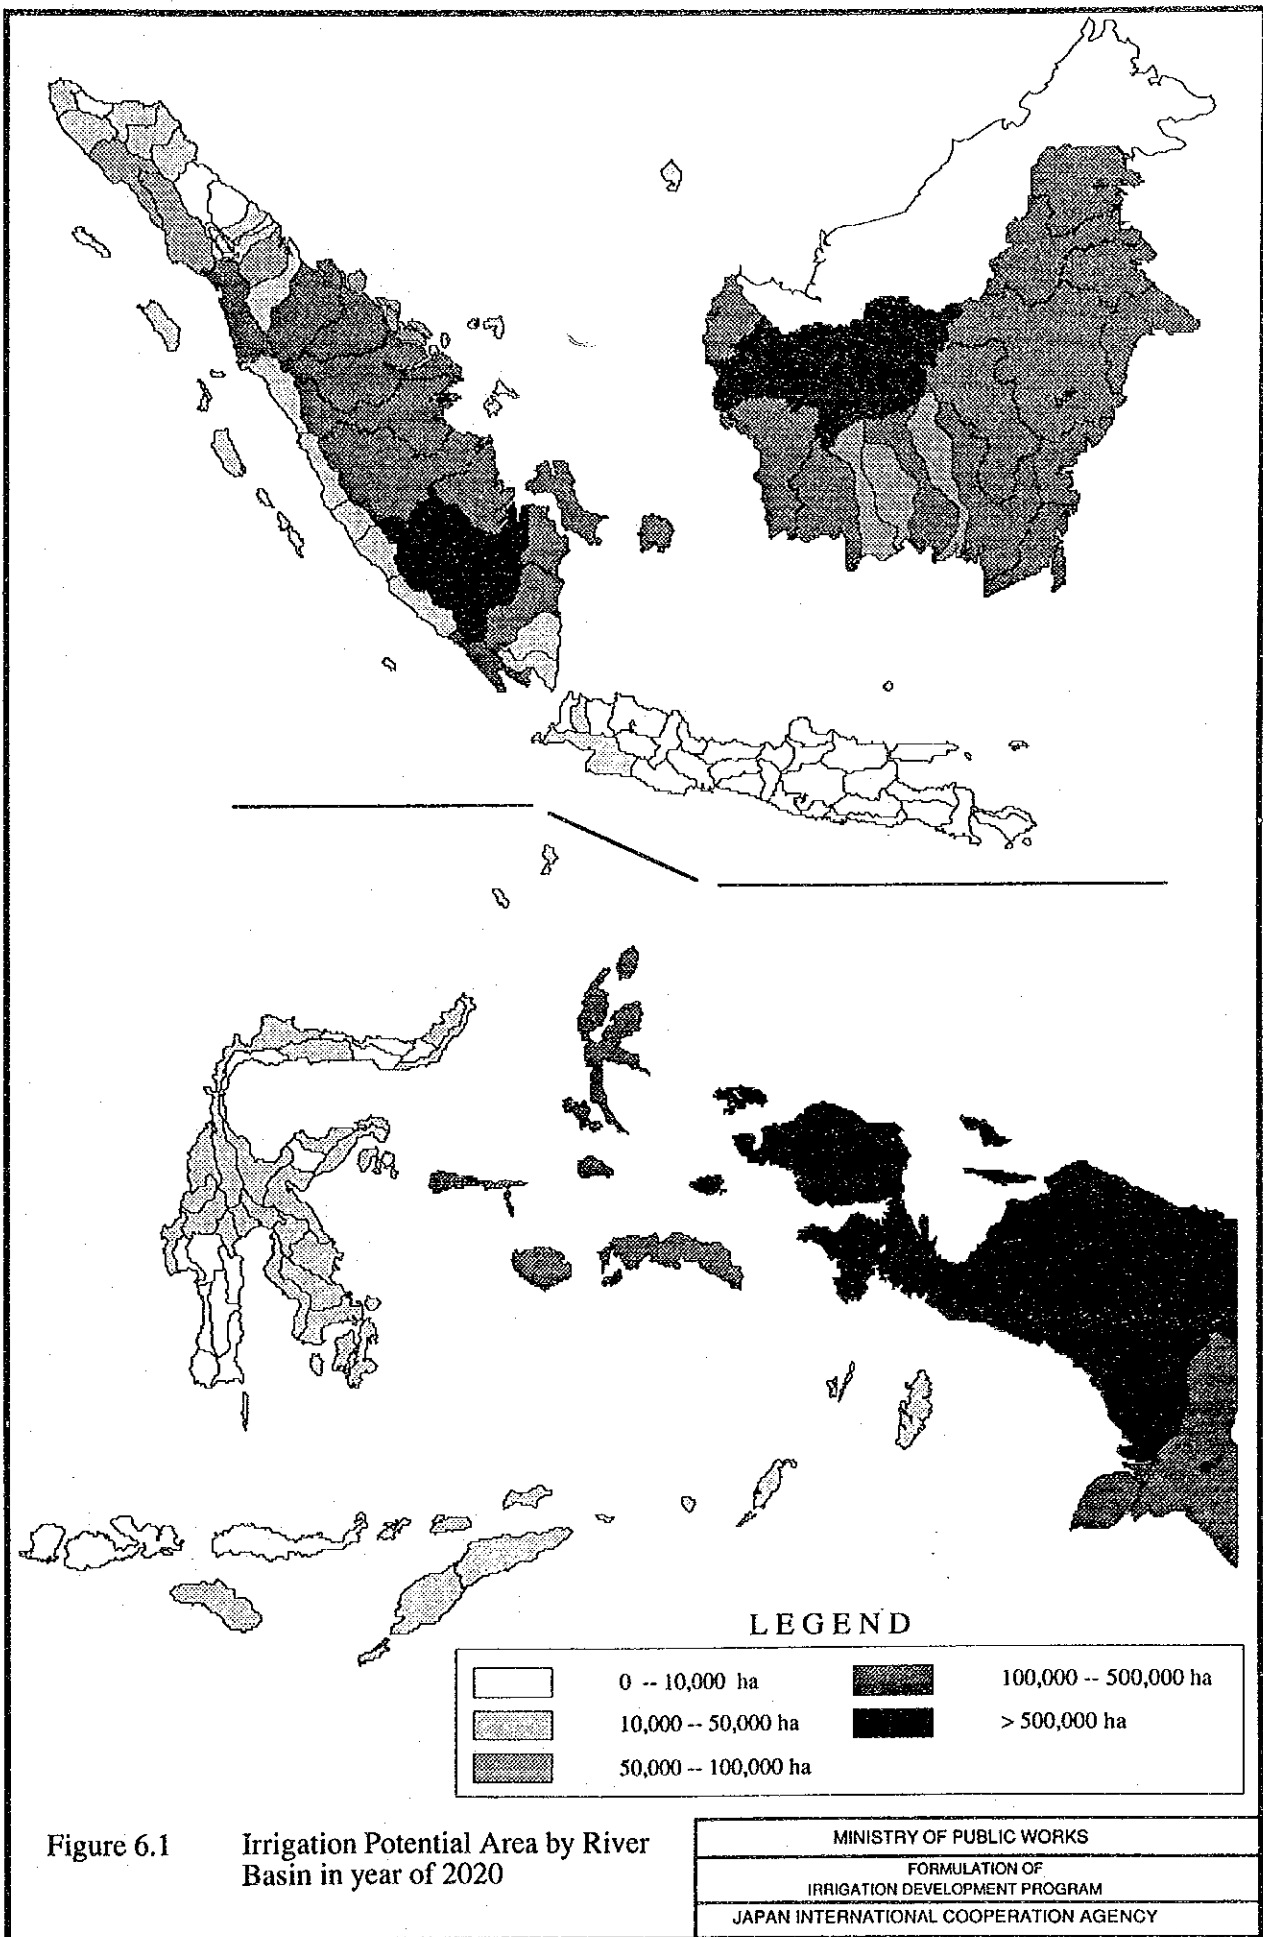 LEGEND
0 -- 10,000 ha
10,000 -- 50,000 ha
50,000 -- 100,000 ha
100,000 -- 500,000 ha
> 500,000 ha
Figure 6.1 Irrigation Potential Area by River
Basin in year of 2020
MINISTRY OF PUBLIC WORKS
FORMULATION OF
IRRIGATION DEVELOPMENT PROGRAM
JAPAN INTERNATIONAL COOPERATION AGENCY